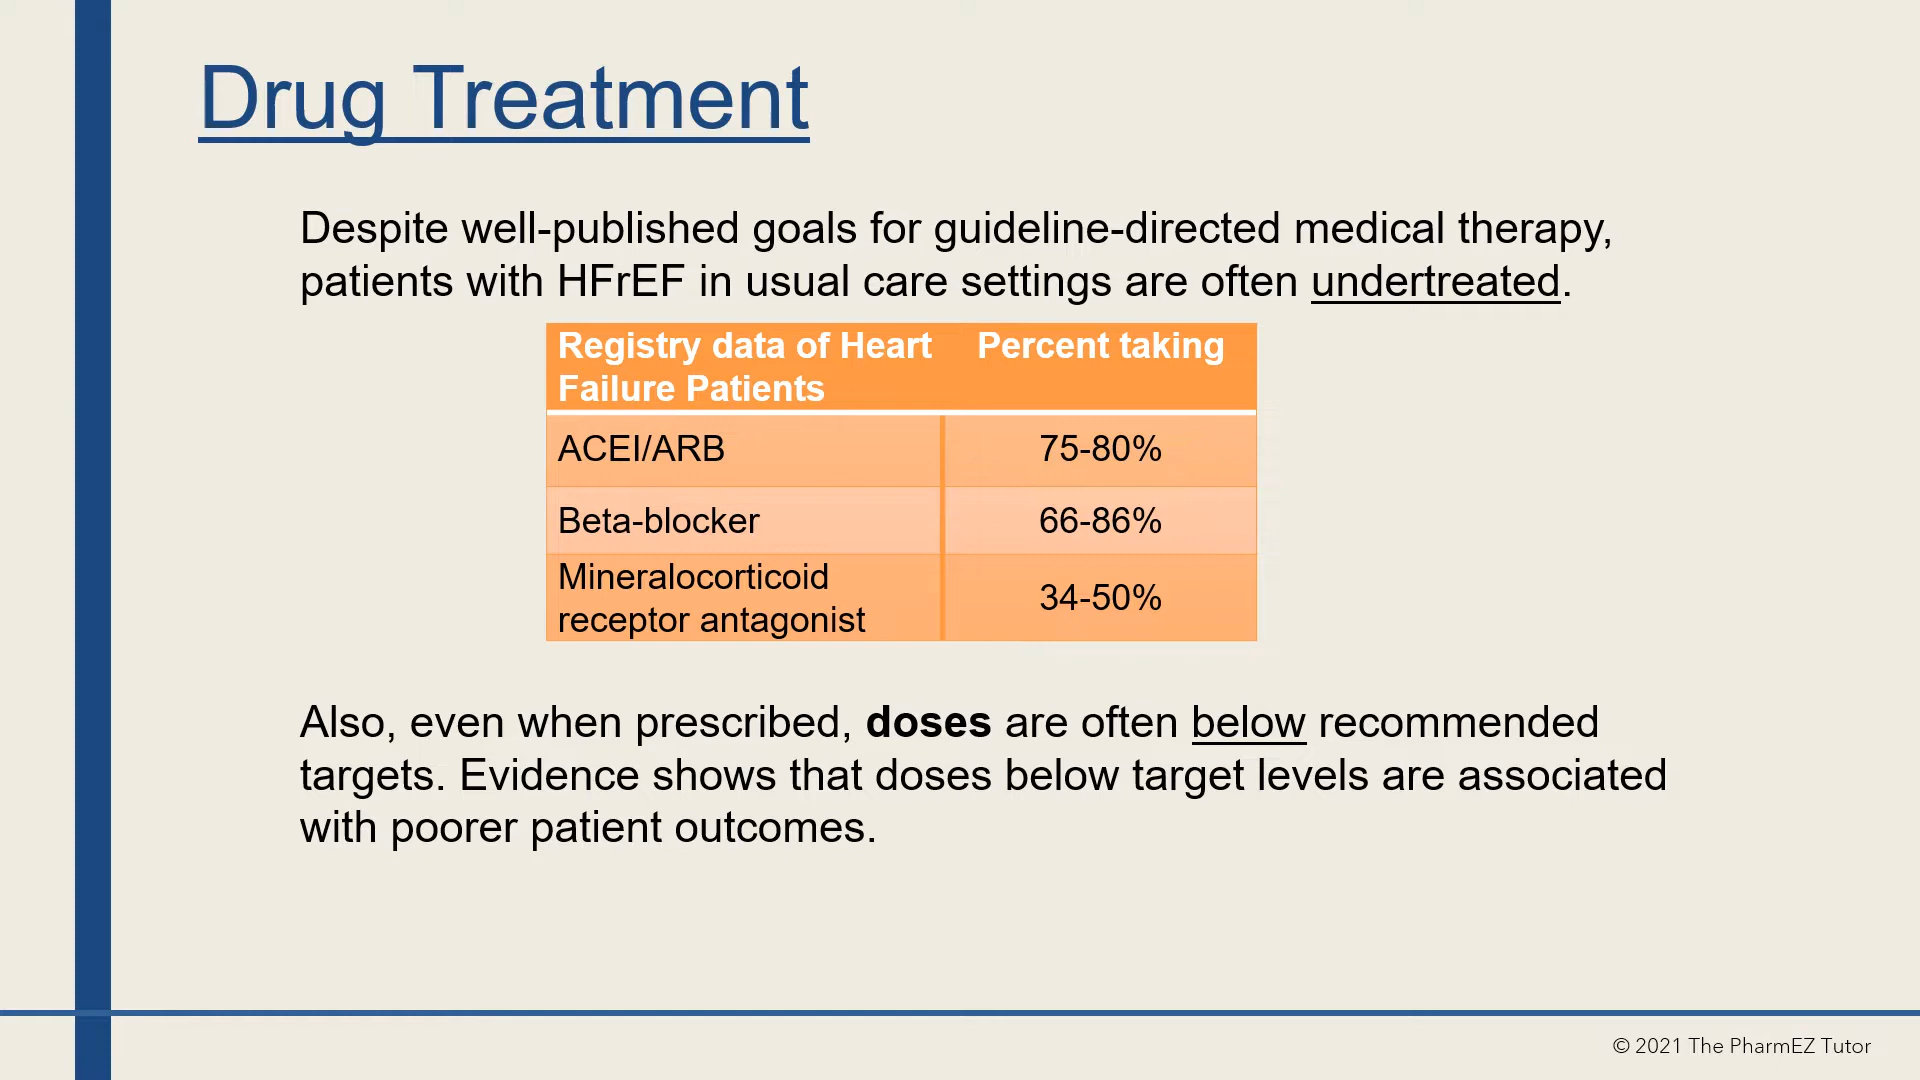 Drug Treatment
Despite well-published goals for guideline-directed medical therapy,
patients with HFrEF in usual care settings are often undertreated.
Registry data of Heart Failure Patients
Percent taking
ACEI/ARB
75-80%
Beta-blocker
66-86%
Mineralocorticoid receptor antagonist
34-50%
Also, even when prescribed, doses are often below recommended
targets. Evidence shows that doses below target levels are associated
with poorer patient outcomes.
© 2021 The PharmEZ Tutor